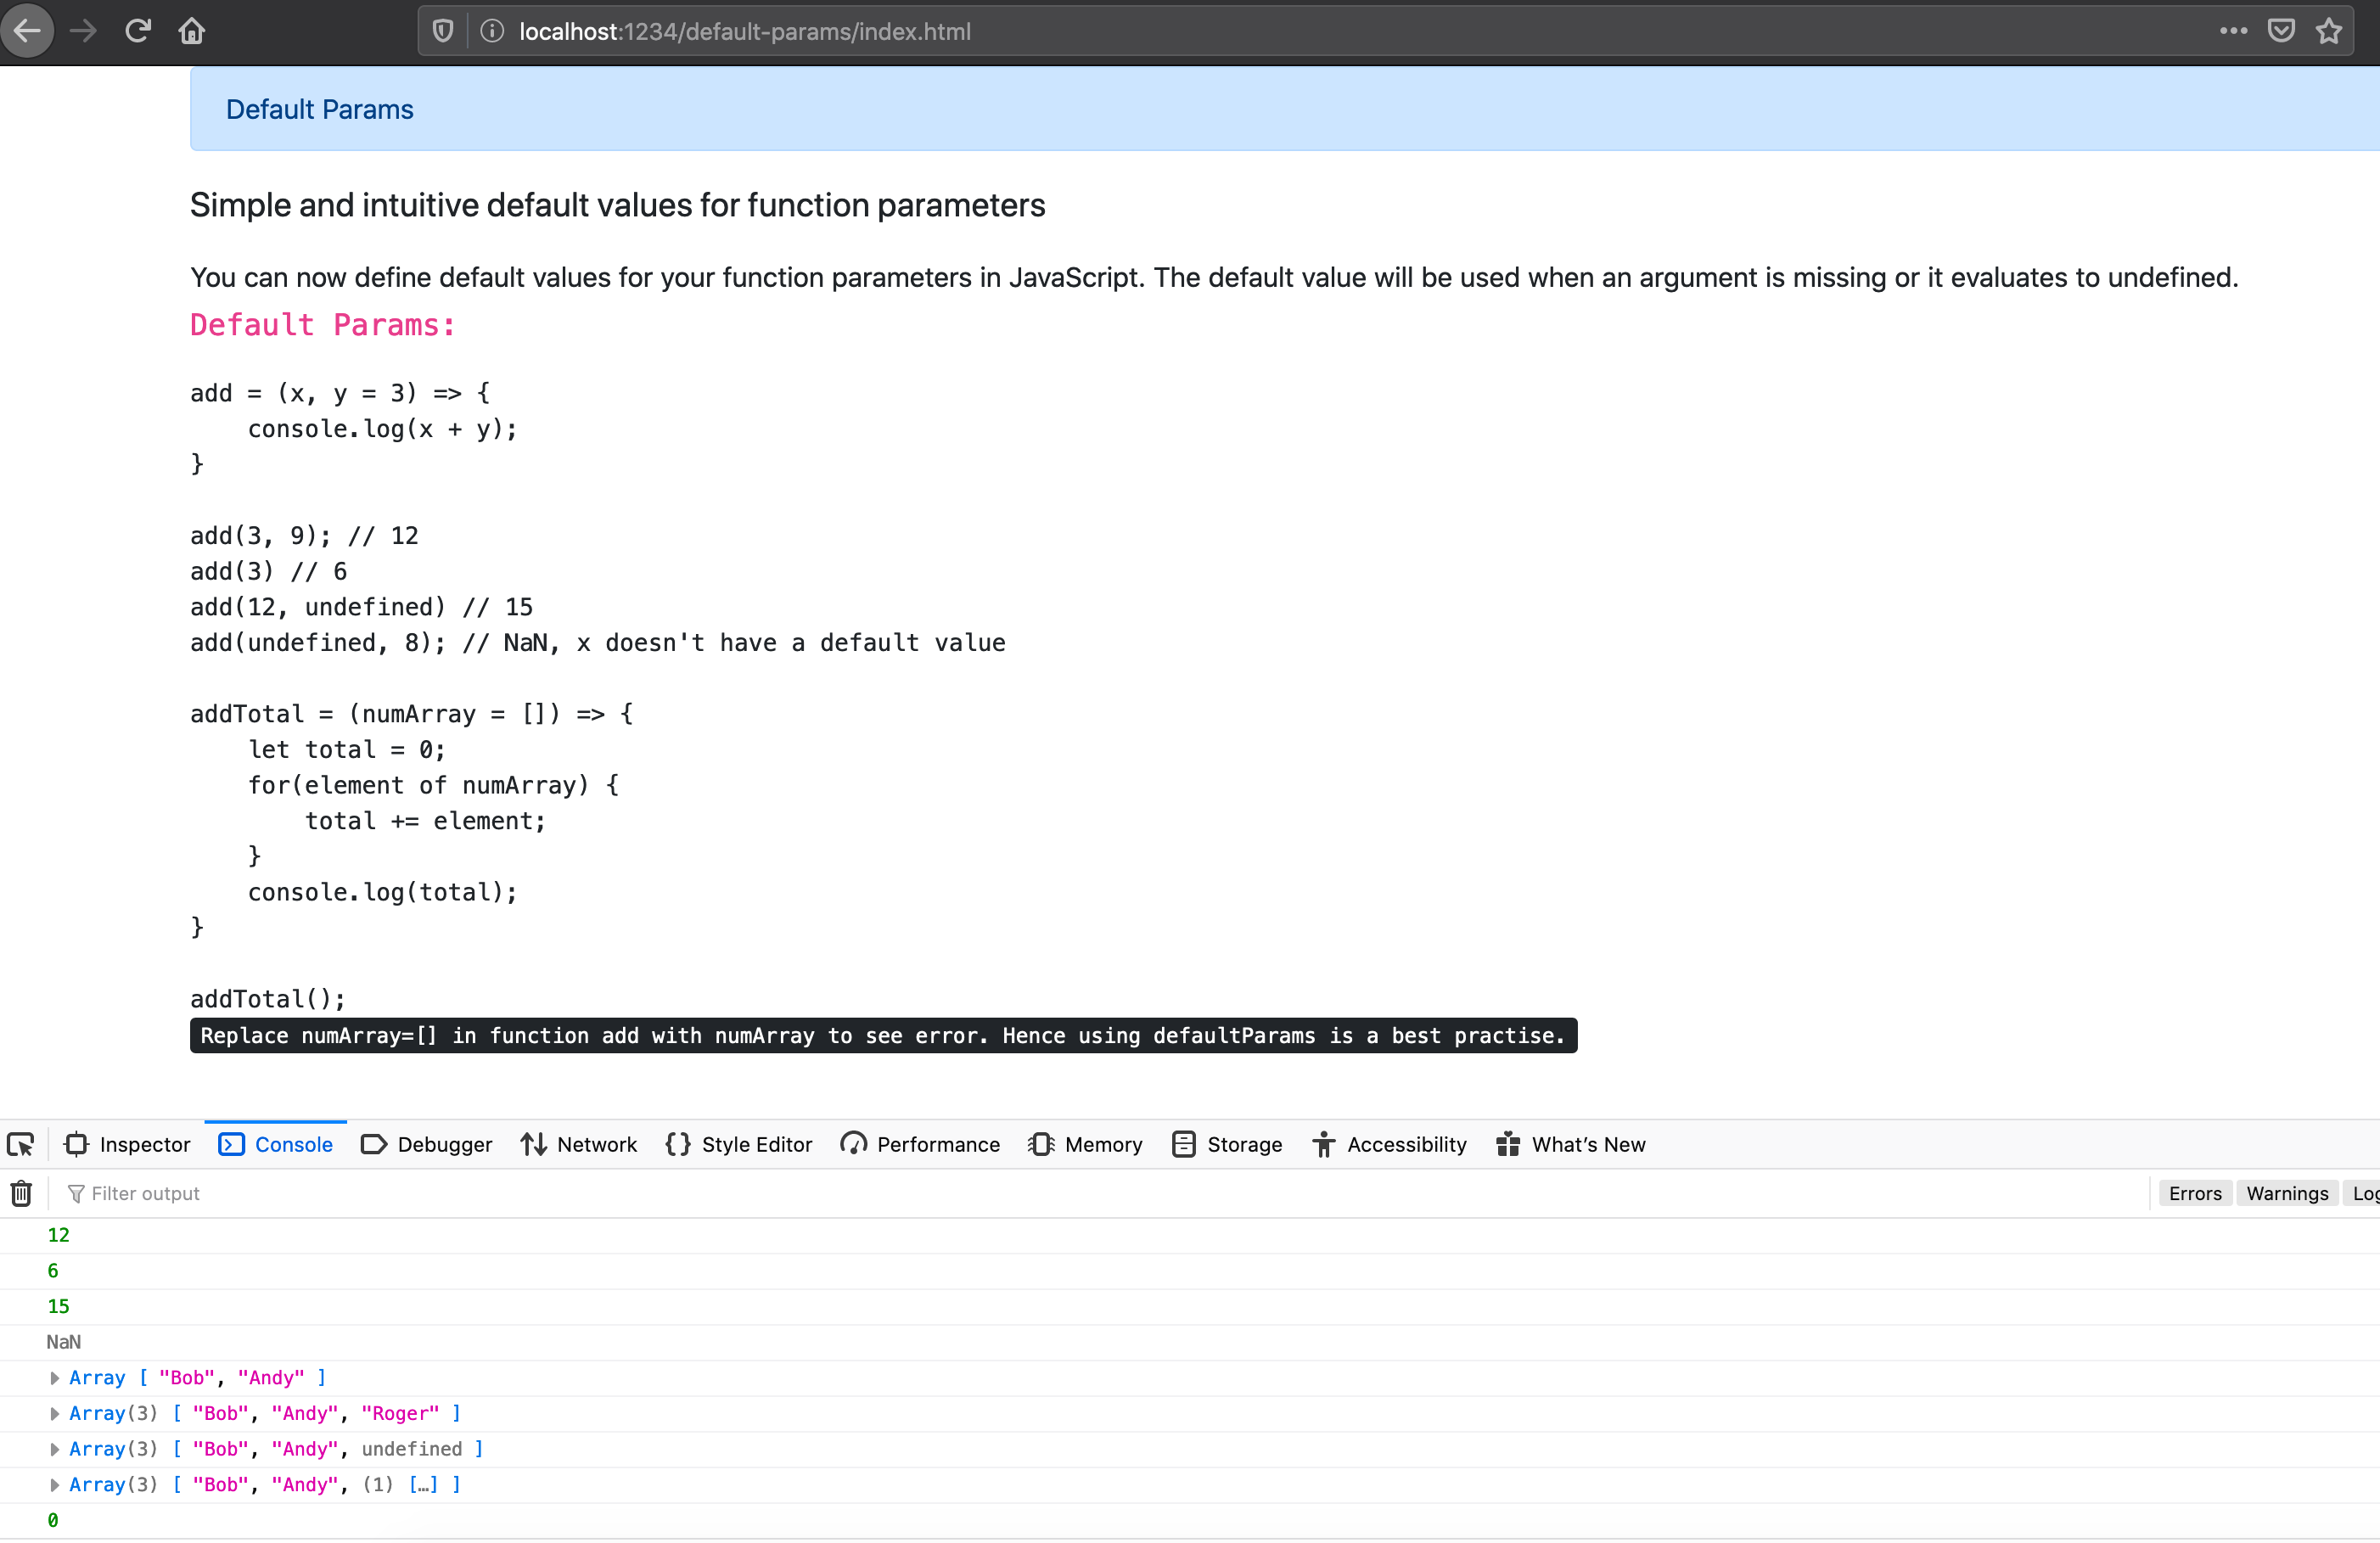 localhost:1234/default-params/index.html
Default Params
Simple and intuitive default values for function parameters
You can now define default values for your function parameters in JavaScript. The default value will be used when an argument is missing or it evaluates to undefined.
Default Params:
add = (x, y = 3) => {
    console.log(x + y);
}
add(3, 9); // 12
add(3) // 6
add(12, undefined) // 15
add(undefined, 8); // NaN, x doesn't have a default value
addTotal = (numArray = []) => {
    let total = 0;
    for(element of numArray) {
        total += element;
    }
    console.log(total);
}
addTotal();
Replace numArray=[] in function add with numArray to see error. Hence using defaultParams is a best practise.
Inspector Console Debugger Network Style Editor Performance Memory Storage Accessibility What's New
Filter output Errors Warnings
12
6
15
NaN
Array [ "Bob", "Andy" ]
Array(3) [ "Bob", "Andy", "Roger" ]
Array(3) [ "Bob", "Andy", undefined ]
Array(3) [ "Bob", "Andy", (1) […] ]
0